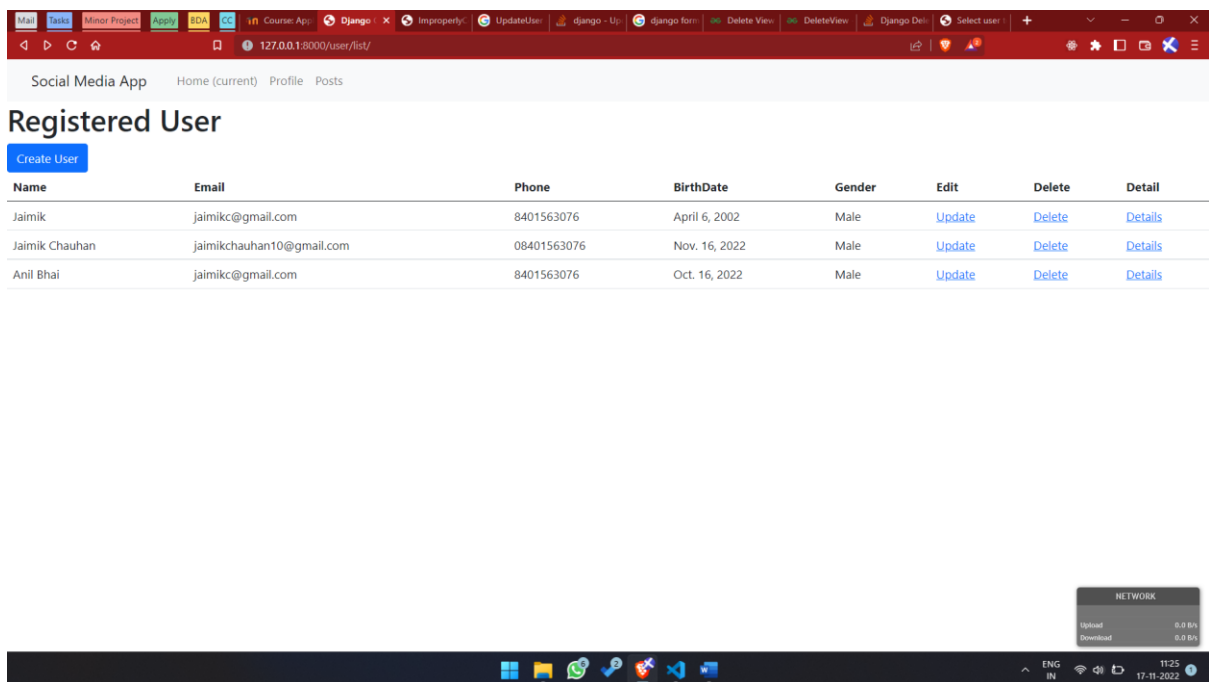 Mail Tasks Minor Project Apply BDA CC Course: App Django ImproperlyC UpdateUser django - Up django form Delete View DeleteView Django Dele Select user
127.0.0.1:8000/user/list/
Social Media App Home (current) Profile Posts
Registered User
Create User
Name Email Phone BirthDate Gender Edit Delete Detail
Jaimik jaimikc@gmail.com 8401563076 April 6, 2002 Male Update Delete Details
Jaimik Chauhan jaimikchauhan10@gmail.com 08401563076 Nov. 16, 2022 Male Update Delete Details
Anil Bhai jaimikc@gmail.com 8401563076 Oct. 16, 2022 Male Update Delete Details
NETWORK
Upload 0.0 B/s
Download 0.0 B/s
ENG 11:25
IN 17-11-2022